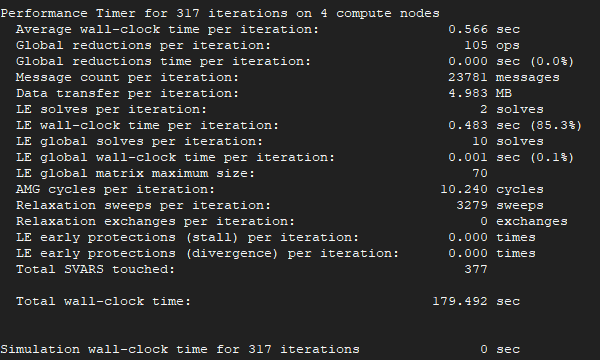 Performance Timer for 317 iterations on 4 compute nodes
Average wall-clock time per iteration: 0.566 sec
Global reductions per iteration: 105 ops
Global reductions time per iteration: 0.000 sec (0.0%)
Message count per iteration: 23781 messages
Data transfer per iteration: 4.983 MB
LE solves per iteration: 2 solves
LE wall-clock time per iteration: 0.483 sec (85.3%)
LE global solves per iteration: 10 solves
LE global wall-clock time per iteration: 0.001 sec (0.1%)
LE global matrix maximum size: 70
AMG cycles per iteration: 10.240 cycles
Relaxation sweeps per iteration: 3279 sweeps
Relaxation exchanges per iteration: 0 exchanges
LE early protections (stall) per iteration: 0.000 times
LE early protections (divergence) per iteration: 0.000 times
Total SVARS touched: 377
Total wall-clock time: 179.492 sec
Simulation wall-clock time for 317 iterations 0 sec